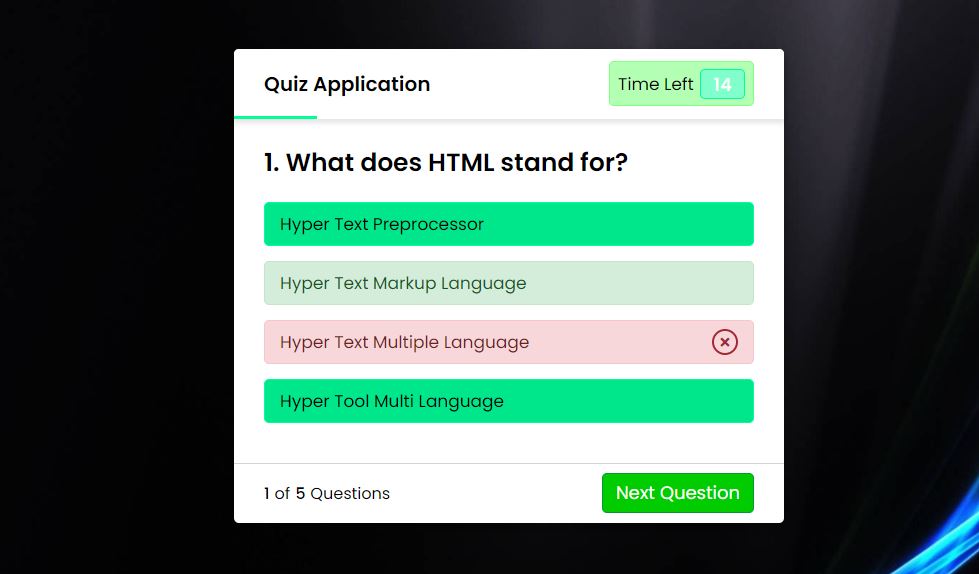 Quiz Application
Time Left 14
1. What does HTML stand for?
Hyper Text Preprocessor
Hyper Text Markup Language
Hyper Text Multiple Language
Hyper Tool Multi Language
1 of 5 Questions
Next Question